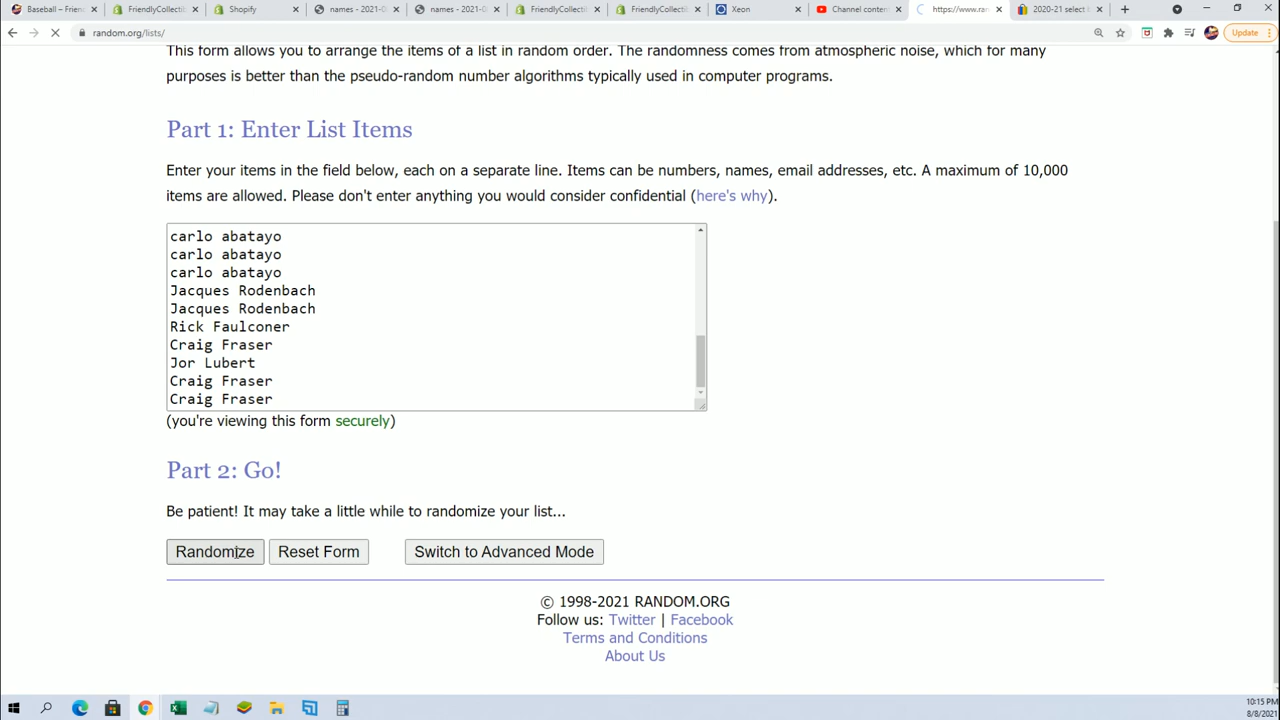 Baseball – Frien
FriendlyCollectib
Shopify
names - 2021-0
names - 2021-0
FriendlyCollectib
FriendlyCollectib
Xeon
Channel conten
https://www.ran
2020-21 select b
random.org/lists/
Update
This form allows you to arrange the items of a list in random order. The randomness comes from atmospheric noise, which for many
purposes is better than the pseudo-random number algorithms typically used in computer programs.
Part 1: Enter List Items
Enter your items in the field below, each on a separate line. Items can be numbers, names, email addresses, etc. A maximum of 10,000
items are allowed. Please don't enter anything you would consider confidential (here's why).
carlo abatayo
carlo abatayo
carlo abatayo
Jacques Rodenbach
Jacques Rodenbach
Rick Faulconer
Craig Fraser
Jor Lubert
Craig Fraser
Craig Fraser
(you're viewing this form securely)
Part 2: Go!
Be patient! It may take a little while to randomize your list...
Randomize Reset Form Switch to Advanced Mode
© 1998-2021 RANDOM.ORG
Follow us: Twitter | Facebook
Terms and Conditions
About Us
10:15 PM
8/8/2021